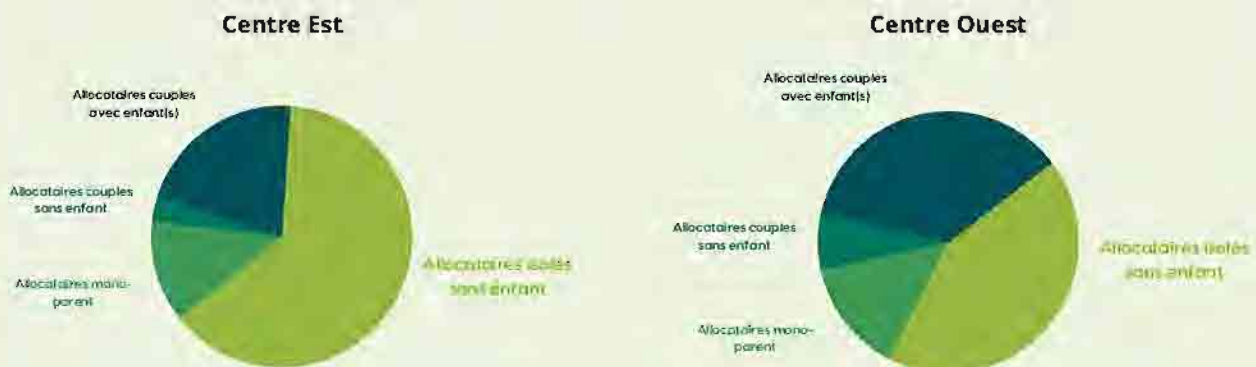 Centre Est
Allocataires couples
avec enfant(s)
Allocataires couples
sans enfant
Allocataires mono-
parent
Allocataires isolés
sans enfant
Centre Ouest
Allocataires couples
avec enfant(s)
Allocataires couples
sans enfant
Allocataires mono-
parent
Allocataires isolés
sans enfant